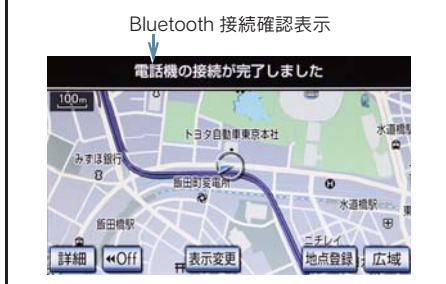 Bluetooth 接続確認表示
電話機の接続が完了しました
100m
トヨタ自動車東京本社
水道橋
みずほ銀行
飯田町変電所
水道橋駅
飯田橋駅
東
ニチレイ
詳細
◀◀Off
表示変更
地点登録
広域